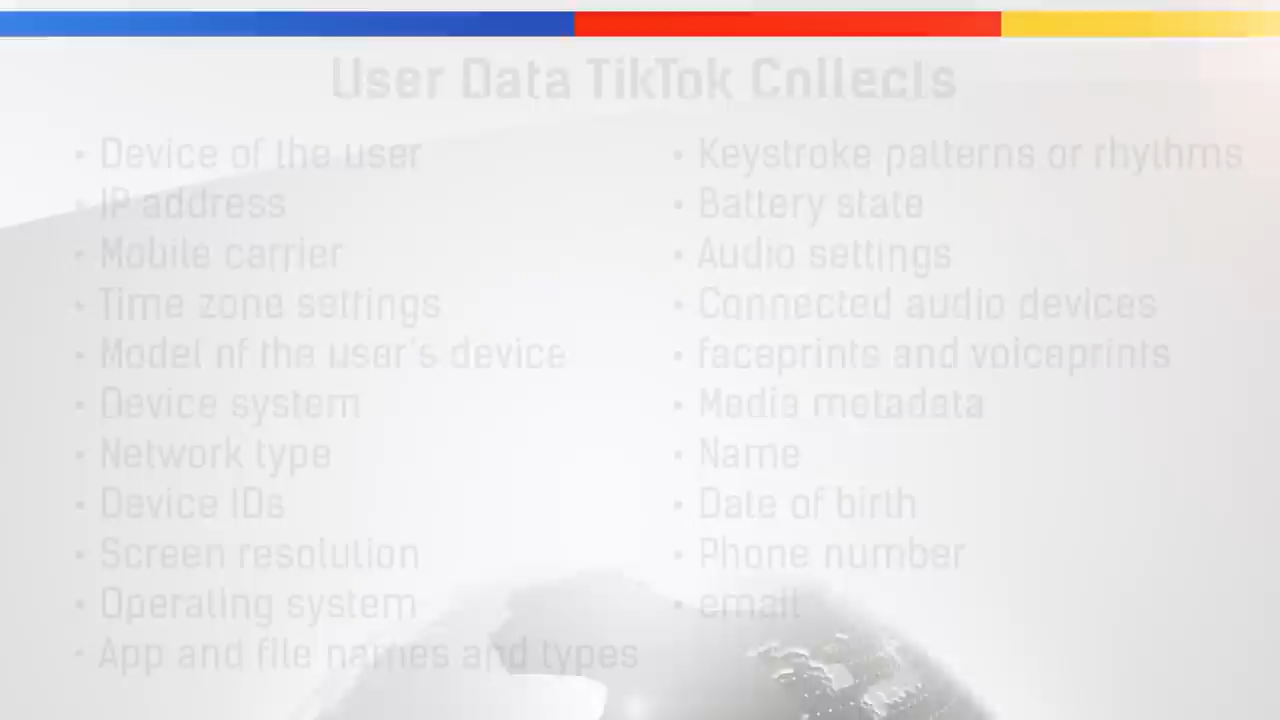 User Data TikTok Collects
• Device of the user
• IP address
• Mobile carrier
• Time zone settings
• Model of the user's device
• Device system
• Network type
• Device IDs
• Screen resolution
• Operating system
• App and file names and types
• Keystroke patterns or rhythms
• Battery state
• Audio settings
• Connected audio devices
• faceprints and voiceprints
• Media metadata
• Name
• Date of birth
• Phone number
• email